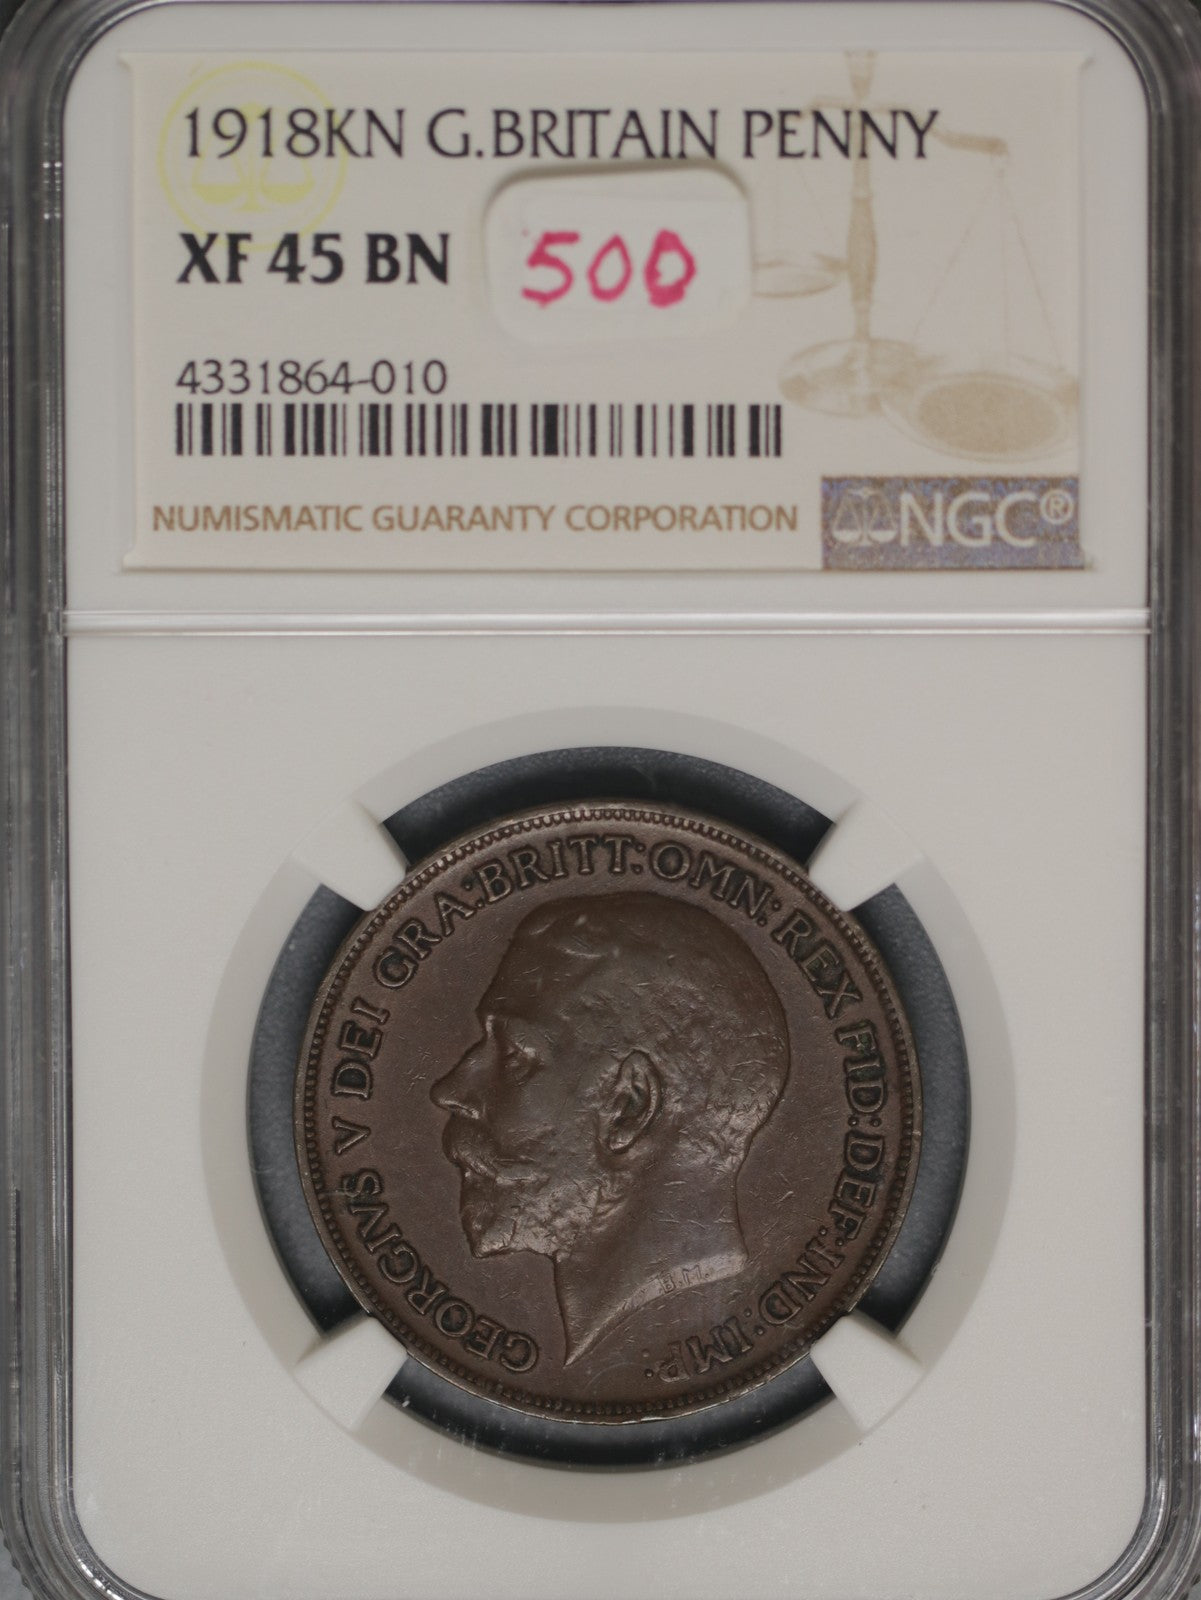 1918KN G.BRITAIN PENNY
XF 45 BN
500
4331864-010
NUMISMATIC GUARANTY CORPORATION
NGC®
GEORGIVS V DEI GRA:BRITT:OMN:REX FID:DEF:IND:IMP:
B.M.